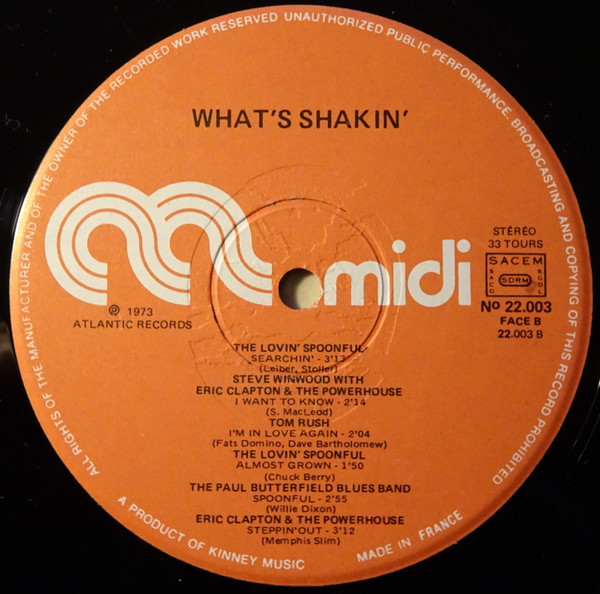 ALL RIGHTS OF THE MANUFACTURER AND OF THE OWNER OF THE RECORDED WORK RESERVED UNAUTHORIZED PUBLIC PERFORMANCE, BROADCASTING AND COPYING OF THIS RECORD PROHIBITED
WHAT'S SHAKIN'
midi
STÉRÉO
33 TOURS
SACEM
SACD SDRM SGDL
No 22.003
FACE B
22.003 B
℗ 1973
ATLANTIC RECORDS
THE LOVIN' SPOONFUL
SEARCHIN' - 3'13
(Leiber, Stoller)
STEVE WINWOOD WITH
ERIC CLAPTON & THE POWERHOUSE
I WANT TO KNOW - 2'14
(S. MacLeod)
TOM RUSH
I'M IN LOVE AGAIN - 2'04
(Fats Domino, Dave Bartholomew)
THE LOVIN' SPOONFUL
ALMOST GROWN - 1'50
(Chuck Berry)
THE PAUL BUTTERFIELD BLUES BAND
SPOONFUL - 2'55
(Willie Dixon)
ERIC CLAPTON & THE POWERHOUSE
STEPPIN'OUT - 3'12
(Memphis Slim)
A PRODUCT OF KINNEY MUSIC
MADE IN FRANCE